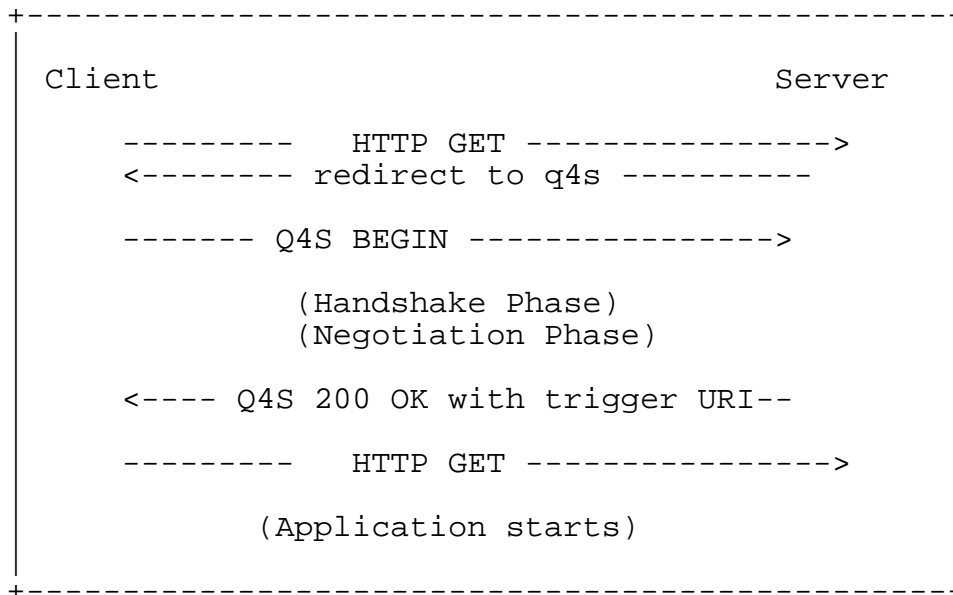 +------------------------------------------------
|
| Client                                Server
|
|     ---------   HTTP GET ---------------->
|     <-------- redirect to q4s ----------
|
|     ------- Q4S BEGIN ---------------->
|
|              (Handshake Phase)
|              (Negotiation Phase)
|
|     <---- Q4S 200 OK with trigger URI--
|
|     ---------   HTTP GET ---------------->
|
|            (Application starts)
|
+------------------------------------------------